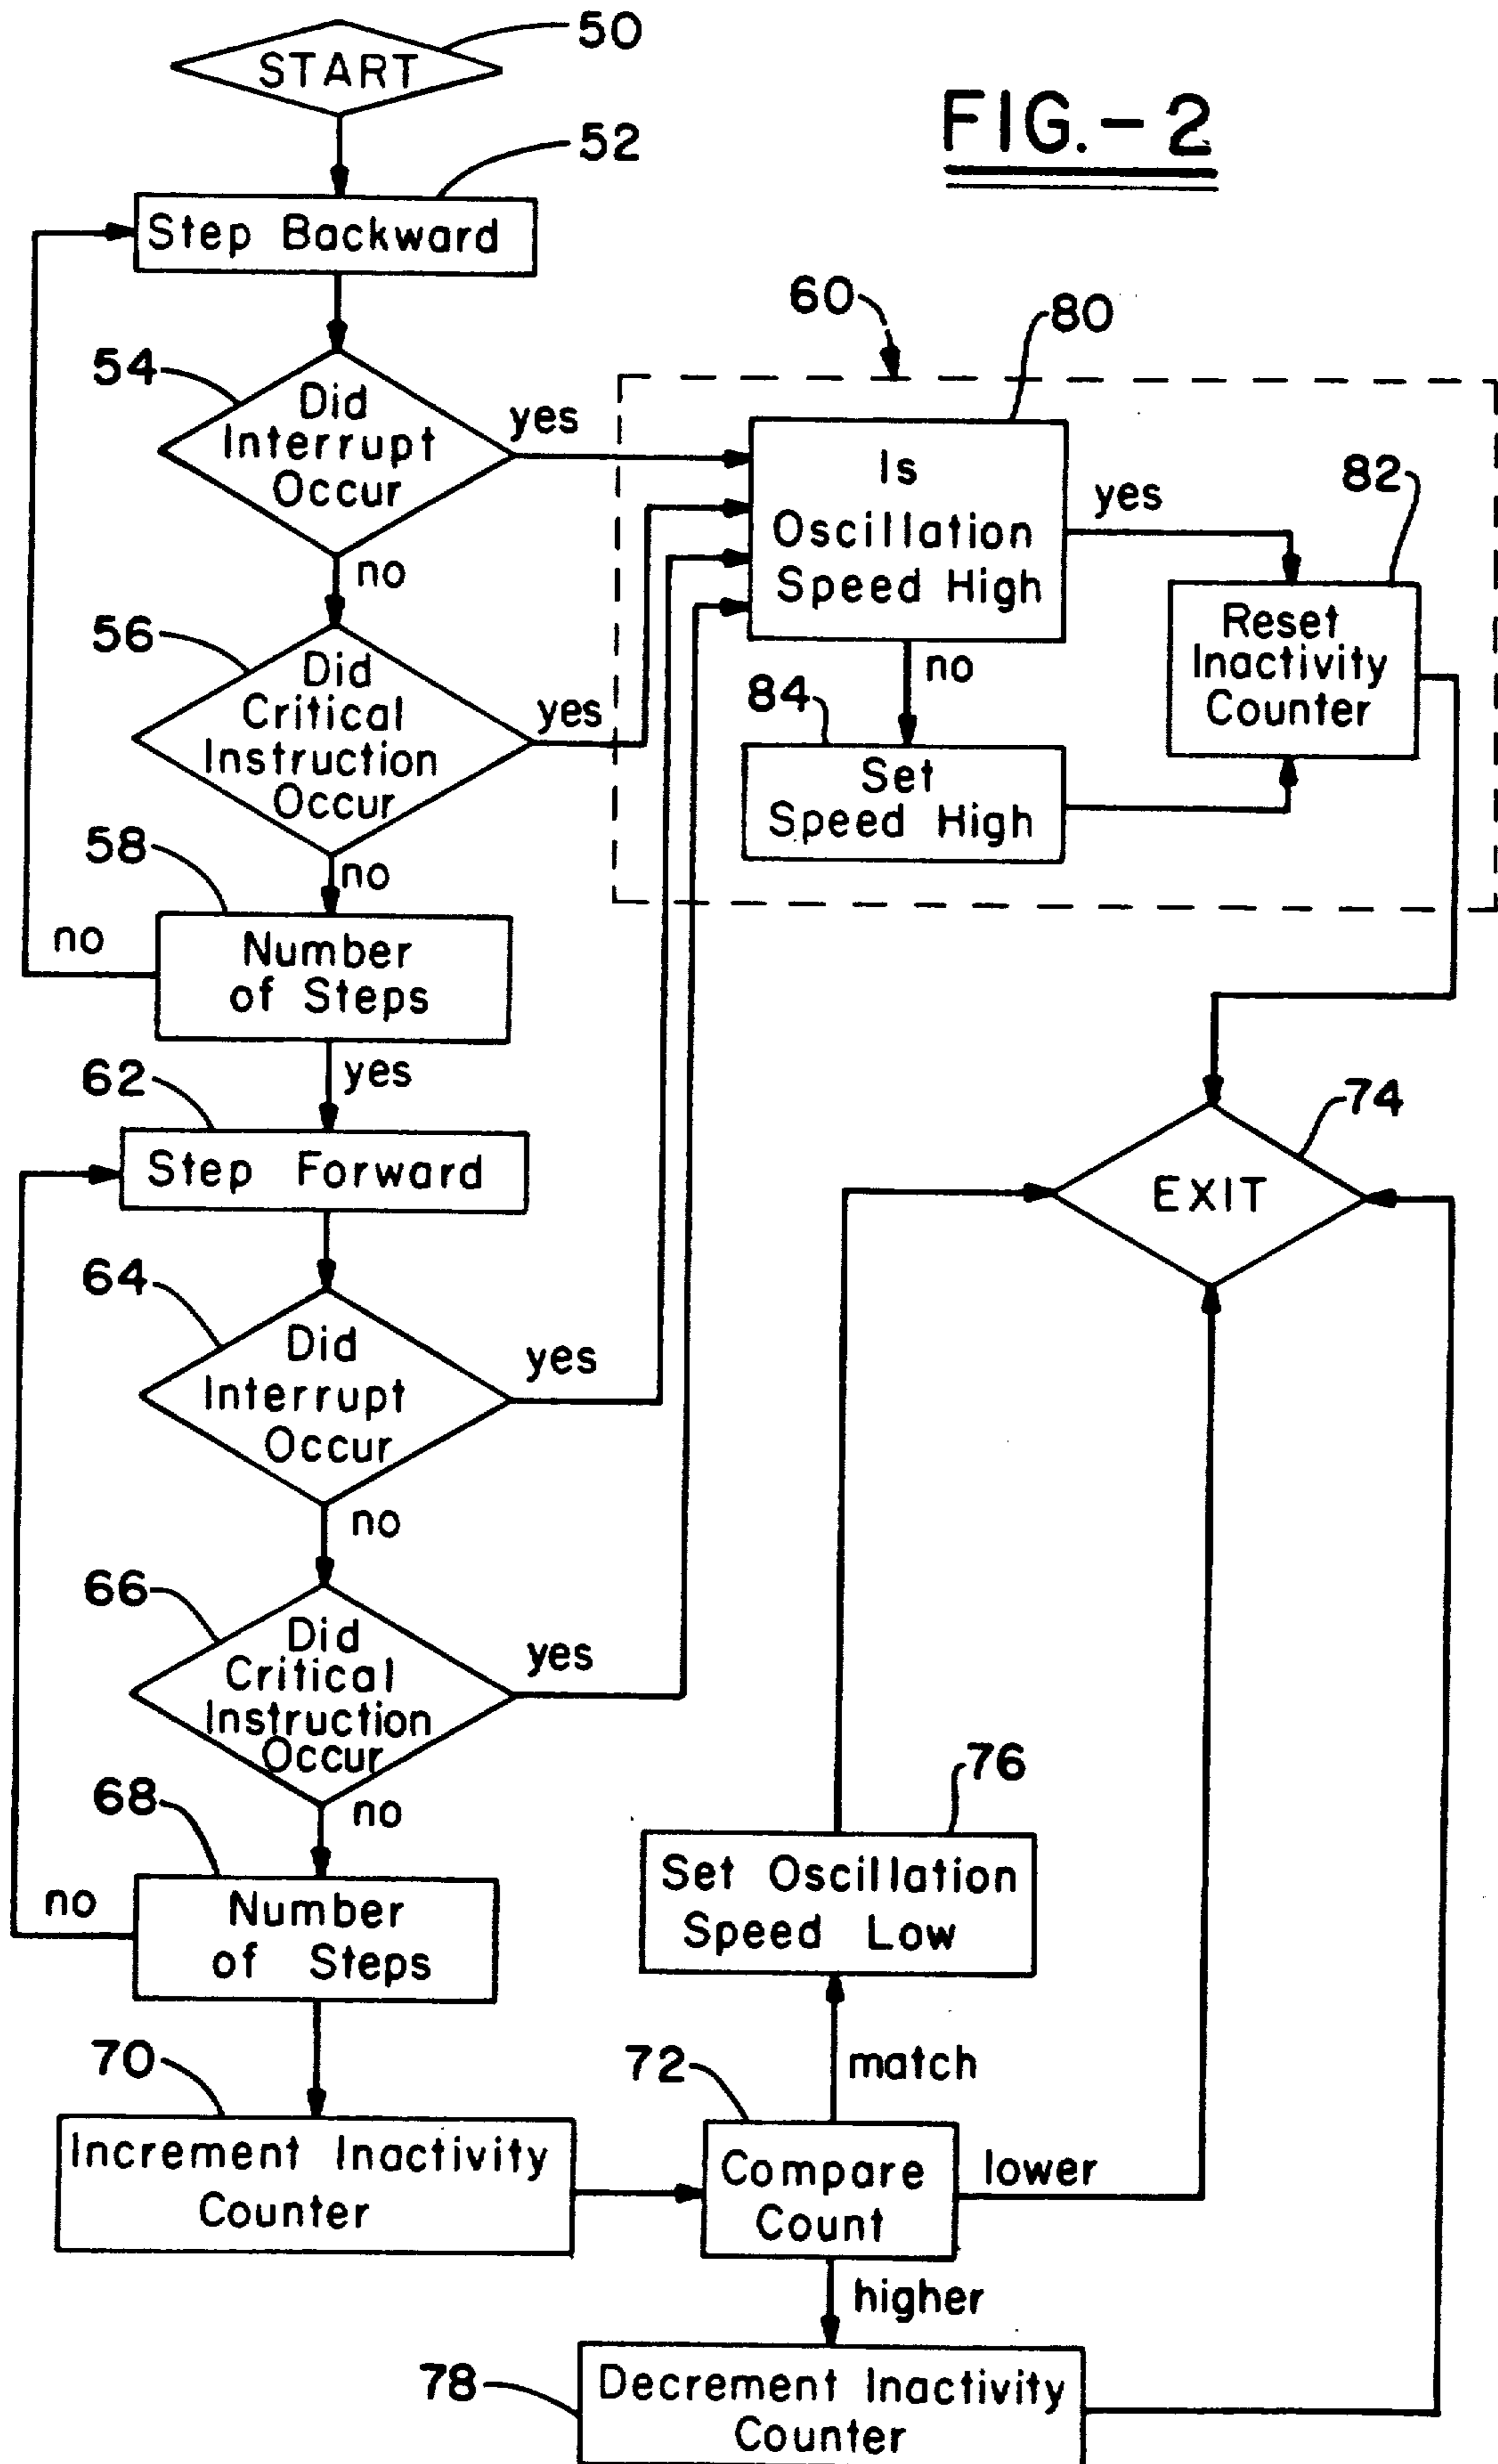 50
START
FIG.-2
52
Step Backward
60
80
54
Did
Interrupt
Occur
yes
no
Is
Oscillation
Speed High
yes
82
no
Reset
Inactivity
Counter
84
Set
Speed High
56
Did
Critical
Instruction
Occur
yes
no
58
Number
of Steps
no
yes
62
Step Forward
74
EXIT
64
Did
Interrupt
Occur
yes
no
66
Did
Critical
Instruction
Occur
yes
no
68
Number
of Steps
no
76
Set Oscillation
Speed Low
70
Increment Inactivity
Counter
72
match
Compare
Count
lower
higher
78
Decrement Inactivity
Counter